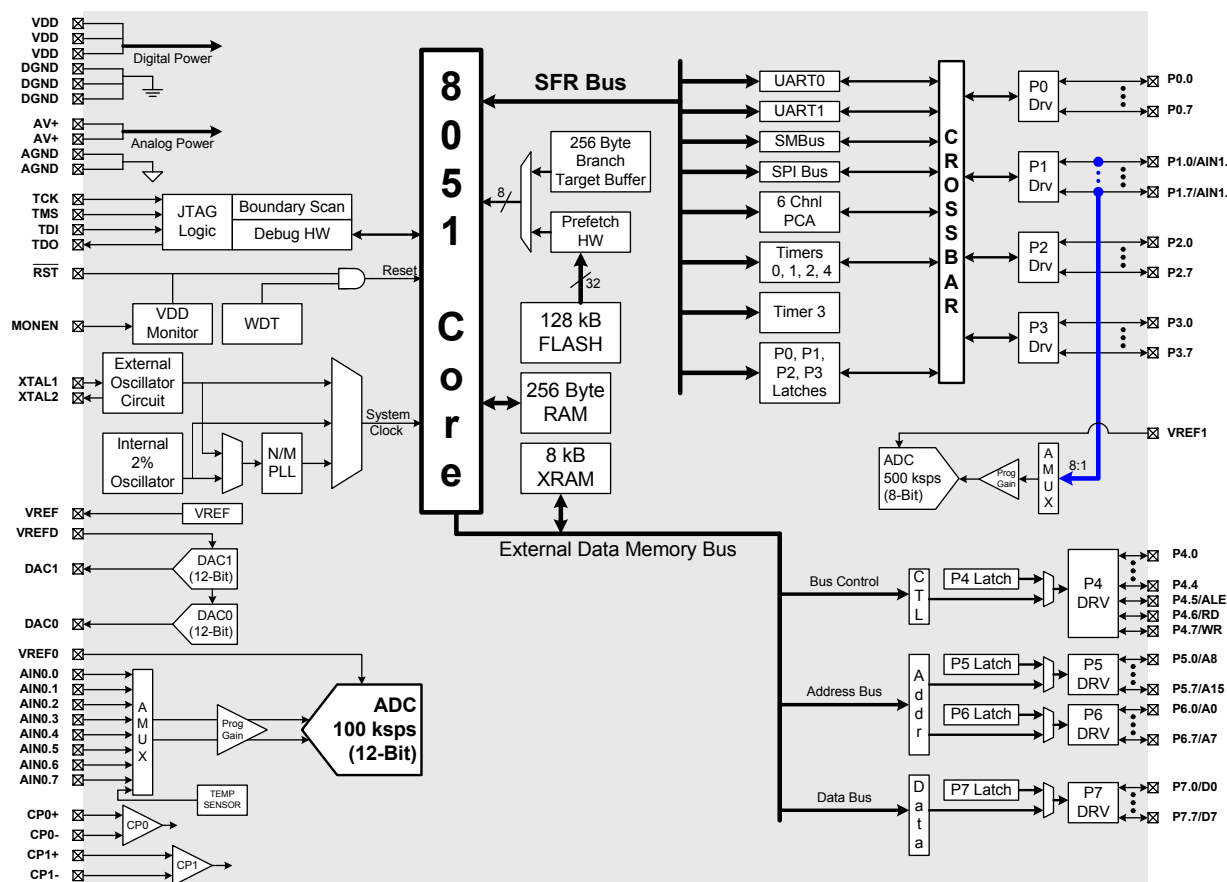 VDD
VDD
VDD
Digital Power
DGND
DGND
DGND
AV+
AV+
Analog Power
AGND
AGND
TCK
TMS
TDI
TDO
JTAG
Logic
Boundary Scan
Debug HW
RST
Reset
MONEN
VDD
Monitor
WDT
XTAL1
XTAL2
External
Oscillator
Circuit
System
Clock
Internal
2%
Oscillator
N/M
PLL
VREF
VREF
VREFD
DAC1
DAC1
(12-Bit)
DAC0
DAC0
(12-Bit)
VREF0
AIN0.0
AIN0.1
AIN0.2
AIN0.3
AIN0.4
AIN0.5
AIN0.6
AIN0.7
A
M
U
X
Prog
Gain
ADC
100 ksps
(12-Bit)
TEMP
SENSOR
CP0+
CP0-
CP0
CP1+
CP1-
CP1
8
0
5
1
C
o
r
e
SFR Bus
8
256 Byte
Branch
Target Buffer
Prefetch
HW
32
128 kB
FLASH
256 Byte
RAM
8 kB
XRAM
External Data Memory Bus
UART0
UART1
SMBus
SPI Bus
6 Chnl
PCA
Timers
0, 1, 2, 4
Timer 3
P0, P1,
P2, P3
Latches
C
R
O
S
S
B
A
R
P0
Drv
P0.0
P0.7
P1
Drv
P1.0/AIN1.
P1.7/AIN1.
P2
Drv
P2.0
P2.7
P3
Drv
P3.0
P3.7
VREF1
ADC
500 ksps
(8-Bit)
Prog
Gain
A
M
U
X
8:1
Bus Control
C
T
L
P4 Latch
P4
DRV
P4.0
P4.4
P4.5/ALE
P4.6/RD
P4.7/WR
Address Bus
A
d
d
r
P5 Latch
P5
DRV
P5.0/A8
P5.7/A15
P6 Latch
P6
DRV
P6.0/A0
P6.7/A7
Data Bus
D
a
t
a
P7 Latch
P7
DRV
P7.0/D0
P7.7/D7